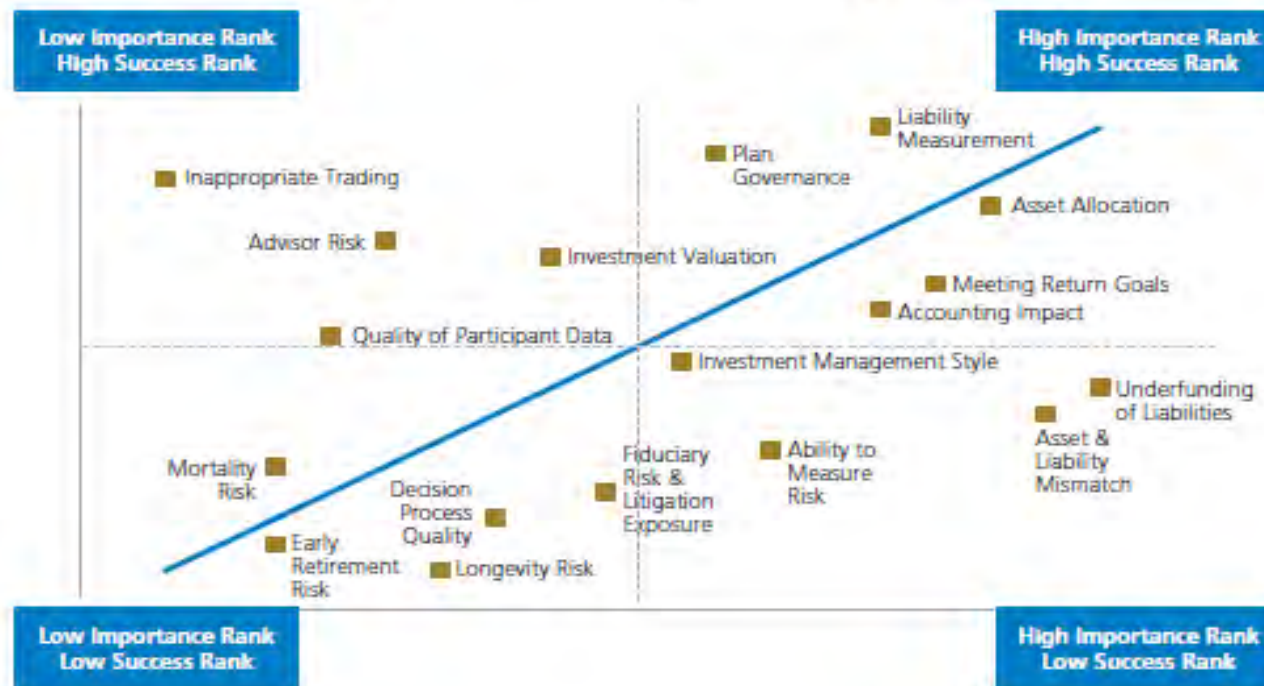 Low Importance Rank
High Success Rank
High Importance Rank
High Success Rank
Liability
Measurement
Plan
Governance
Inappropriate Trading
Asset Allocation
Advisor Risk
Investment Valuation
Meeting Return Goals
Accounting Impact
Quality of Participant Data
Investment Management Style
Underfunding
of Liabilities
Asset &
Liability
Mismatch
Ability to
Measure
Risk
Fiduciary
Risk &
Litigation
Exposure
Mortality
Risk
Decision
Process
Quality
Early
Retirement
Risk
Longevity Risk
Low Importance Rank
Low Success Rank
High Importance Rank
Low Success Rank